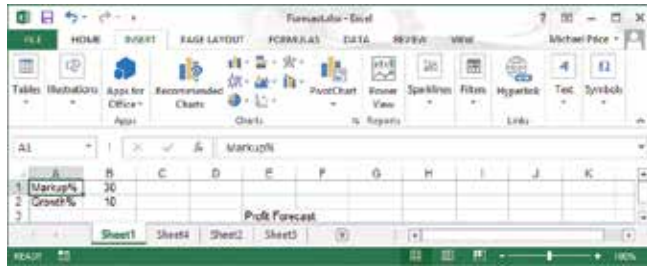 Forecast.xlsx - Excel
FILE HOME INSERT PAGE LAYOUT FORMULAS DATA REVIEW VIEW Michael Price
Tables Illustrations Apps for Office Recommended Charts PivotChart Power View Sparklines Filters Hyperlink Text Symbols
Apps Charts Reports Links
A1 Markup%
A B C D E F G H I J K
1 Markup% 30
2 Growth% 10
3 Profit Forecast
Sheet1 Sheet4 Sheet2 Sheet3
READY 100%